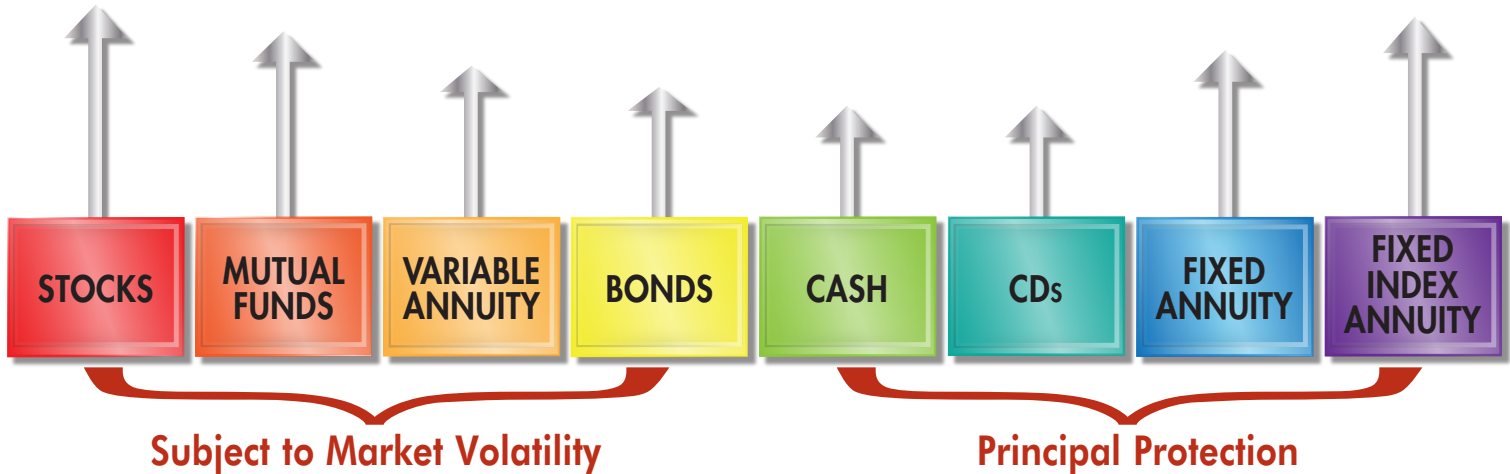 STOCKS
MUTUAL
FUNDS
VARIABLE
ANNUITY
BONDS
CASH
CDs
FIXED
ANNUITY
FIXED
INDEX
ANNUITY
Subject to Market Volatility
Principal Protection